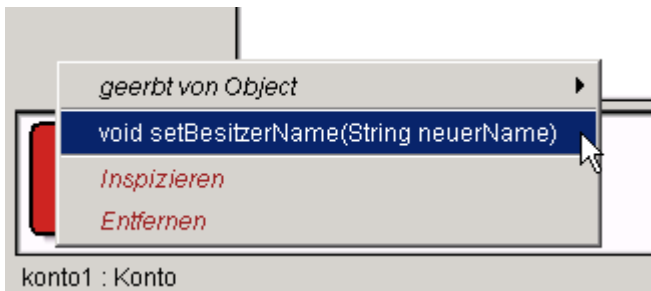 geerbt von Object
void setBesitzerName(String neuerName)
Inspizieren
Entfernen
konto1 : Konto